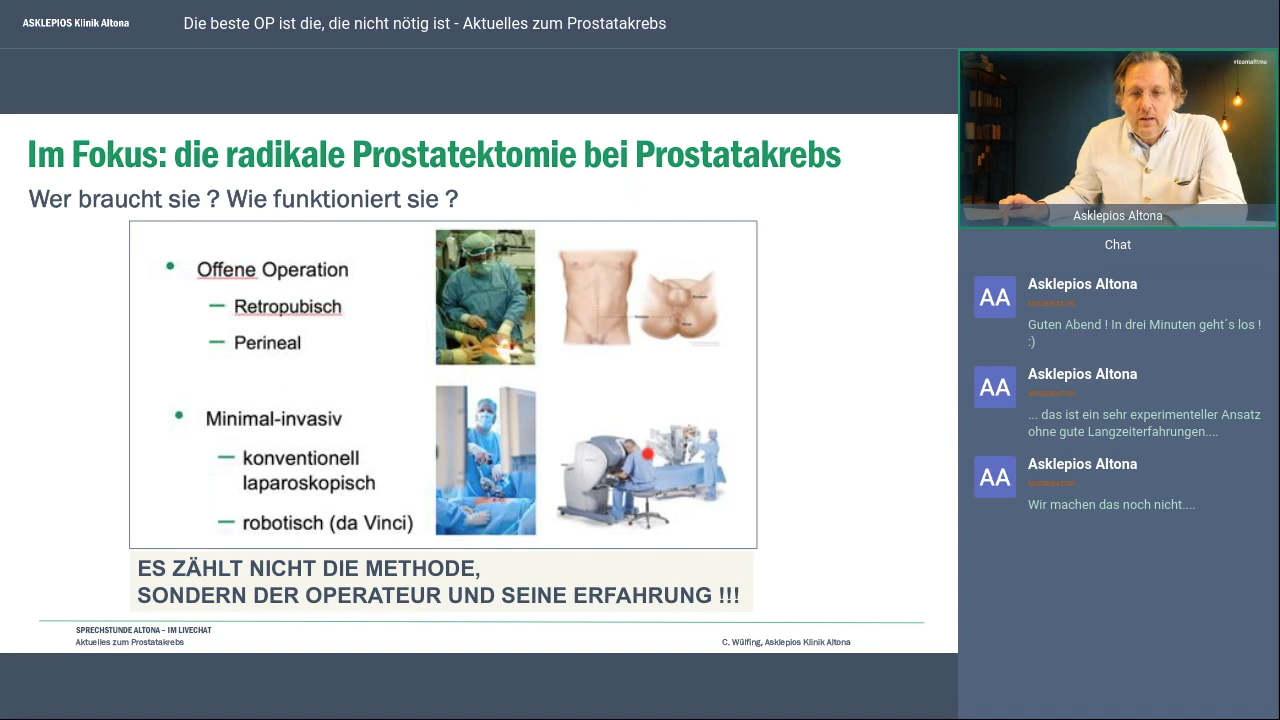 ASKLEPIOS Klinik Altona
Die beste OP ist die, die nicht nötig ist - Aktuelles zum Prostatakrebs
Im Fokus: die radikale Prostatektomie bei Prostatakrebs
Wer braucht sie ? Wie funktioniert sie ?
• Offene Operation
– Retropubisch
– Perineal
• Minimal-invasiv
– konventionell
laparoskopisch
– robotisch (da Vinci)
ES ZÄHLT NICHT DIE METHODE,
SONDERN DER OPERATEUR UND SEINE ERFAHRUNG !!!
SPRECHSTUNDE ALTONA – IM LIVECHAT
Aktuelles zum Prostatakrebs
C. Wülfing, Asklepios Klinik Altona
#teamaltona
Asklepios Altona
Chat
AA
Asklepios Altona
MODERATOR
Guten Abend ! In drei Minuten geht´s los !
:)
AA
Asklepios Altona
MODERATOR
... das ist ein sehr experimenteller Ansatz
ohne gute Langzeiterfahrungen....
AA
Asklepios Altona
MODERATOR
Wir machen das noch nicht....